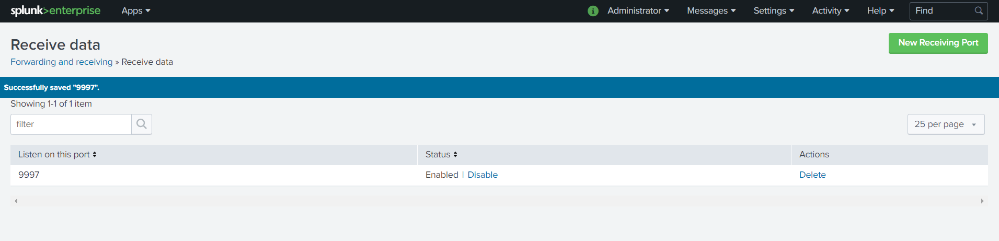 splunk>enterprise Apps Administrator Messages Settings Activity Help Find
Receive data
New Receiving Port
Forwarding and receiving » Receive data
Successfully saved "9997".
Showing 1-1 of 1 item
filter
25 per page
Listen on this port Status Actions
9997 Enabled | Disable Delete